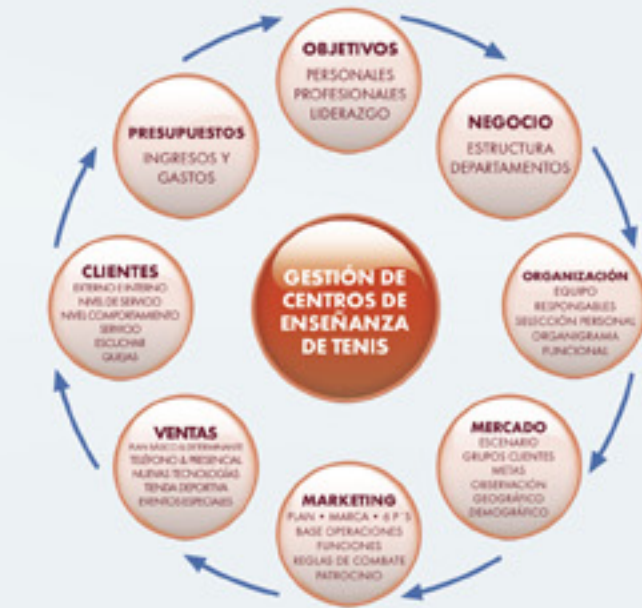 OBJETIVOS
PERSONALES
PROFESIONALES
LIDERAZGO
NEGOCIO
ESTRUCTURA
DEPARTAMENTOS
ORGANIZACIÓN
EQUIPO
RESPONSABLES
SELECCIÓN PERSONAL
ORGANIGRAMA
FUNCIONAL
MERCADO
ESCENARIO
GRUPOS CLIENTES
METAS
OBSERVACIÓN
GEOGRÁFICO
DEMOGRÁFICO
MARKETING
PLAN • MARCA • 6 P´S
BASE OPERACIONES
FUNCIONES
REGLAS DE COMBATE
PATROCINIO
VENTAS
PLAN BÁSICO & DETERMINANTE
TELÉFONO & PRESENCIAL
NUEVAS TECNOLOGÍAS
TIENDA DEPORTIVA
EVENTOS ESPECIALES
CLIENTES
EXTERNO E INTERNO
NIVEL DE SERVICIO
NIVEL COMPORTAMIENTO
SERVICIO
ESCUCHAR
QUEJAS
PRESUPUESTOS
INGRESOS Y
GASTOS
GESTIÓN DE
CENTROS DE
ENSEÑANZA
DE TENIS